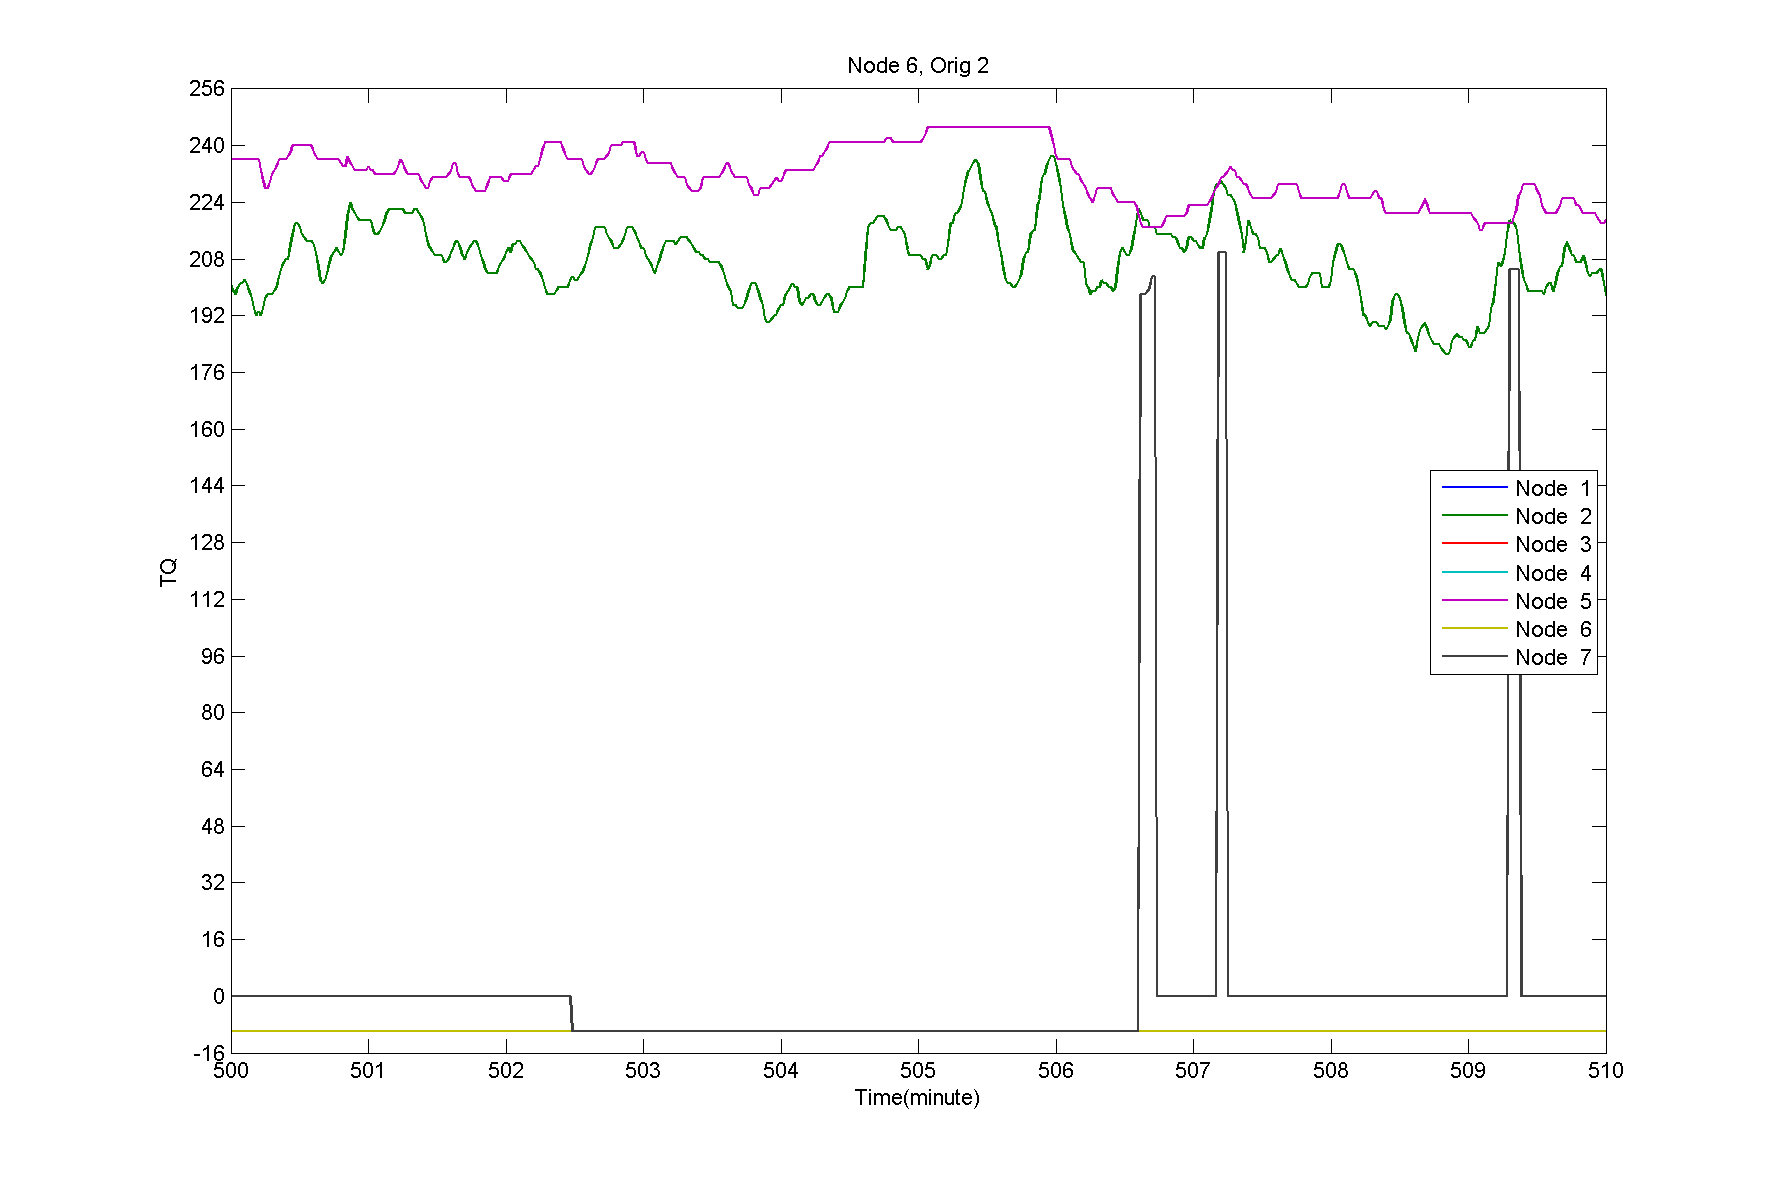 Node 6, Orig 2
256
240
224
208
192
176
160
144
128
112
96
80
64
48
32
16
0
-16
TQ
Node 1
Node 2
Node 3
Node 4
Node 5
Node 6
Node 7
500 501 502 503 504 505 506 507 508 509 510
Time(minute)